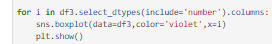 for i in df3.select_dtypes(include='number').columns:
    sns.boxplot(data=df3,color='violet',x=i)
    plt.show()